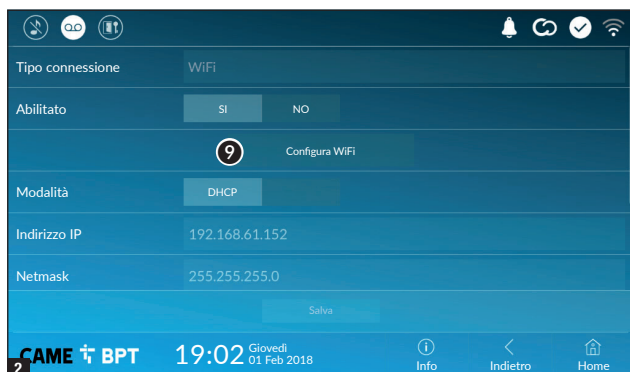 Tipo connessione WiFi
Abilitato SI NO
9 Configura WiFi
Modalità DHCP
Indirizzo IP 192.168.61.152
Netmask 255.255.255.0
Salva
CAME BPT 19:02 Giovedì 01 Feb 2018 Info Indietro Home
2